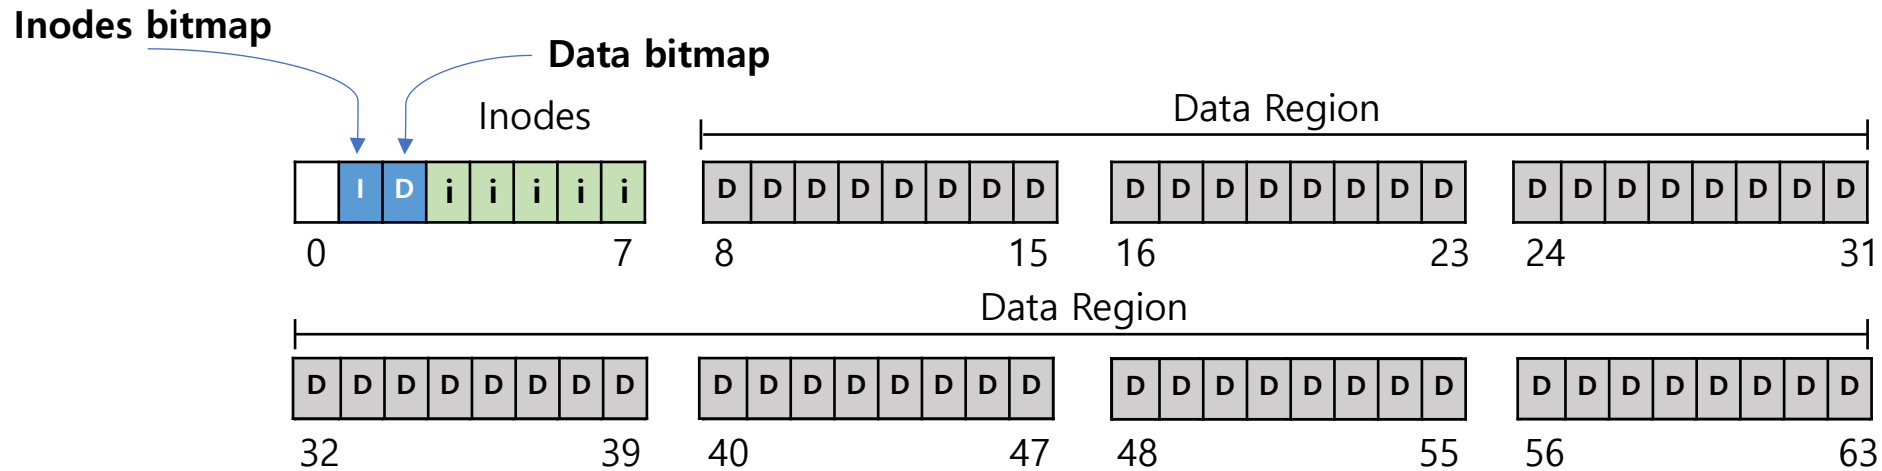 Inodes bitmap
Data bitmap
Inodes
Data Region
I D i i i i i D D D D D D D D D D D D D D D D D D D D D D D D
0 7 8 15 16 23 24 31
Data Region
D D D D D D D D D D D D D D D D D D D D D D D D D D D D D D D D
32 39 40 47 48 55 56 63